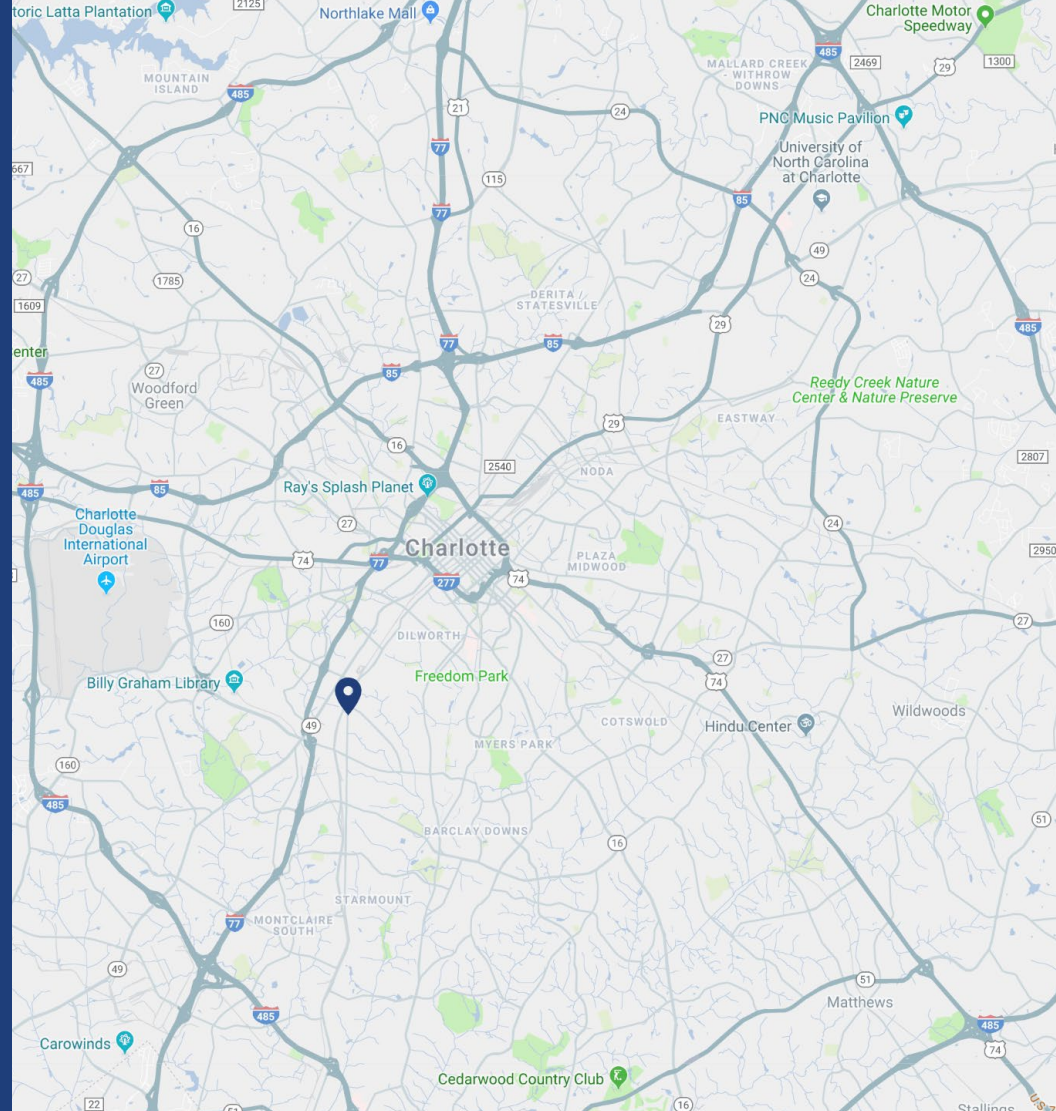 toric Latta Plantation
2125
Northlake Mall
Charlotte Motor
Speedway
485
2469
29
1300
MALLARD CREEK
- WITHROW
DOWNS
MOUNTAIN
ISLAND
485
21
24
PNC Music Pavilion
77
University of
North Carolina
at Charlotte
667
115
85
77
16
49
27
1785
24
1609
DERITA /
STATESVILLE
29
485
77
85
enter
27
85
485
Woodford
Green
Reedy Creek Nature
Center & Nature Preserve
EASTWAY
29
16
2540
NODA
2807
Ray's Splash Planet
85
485
Charlotte
Douglas
International
Airport
27
24
Charlotte
2950
74
77
PLAZA
MIDWOOD
277
74
160
27
DILWORTH
27
Freedom Park
74
Billy Graham Library
49
COTSWOLD
Hindu Center
Wildwoods
MYERS PARK
160
485
51
BARCLAY DOWNS
16
STARMOUNT
77
MONTCLAIRE
SOUTH
49
51
Matthews
485
485
Carowinds
74
Cedarwood Country Club
22
51
16
Stallings
U.S